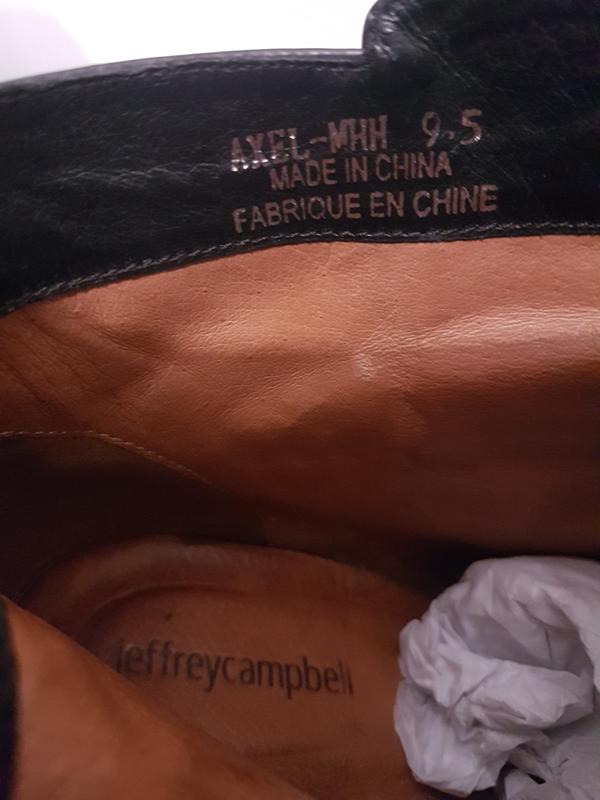 AXEL-MHH 9.5
MADE IN CHINA
FABRIQUE EN CHINE
jeffreycampbell